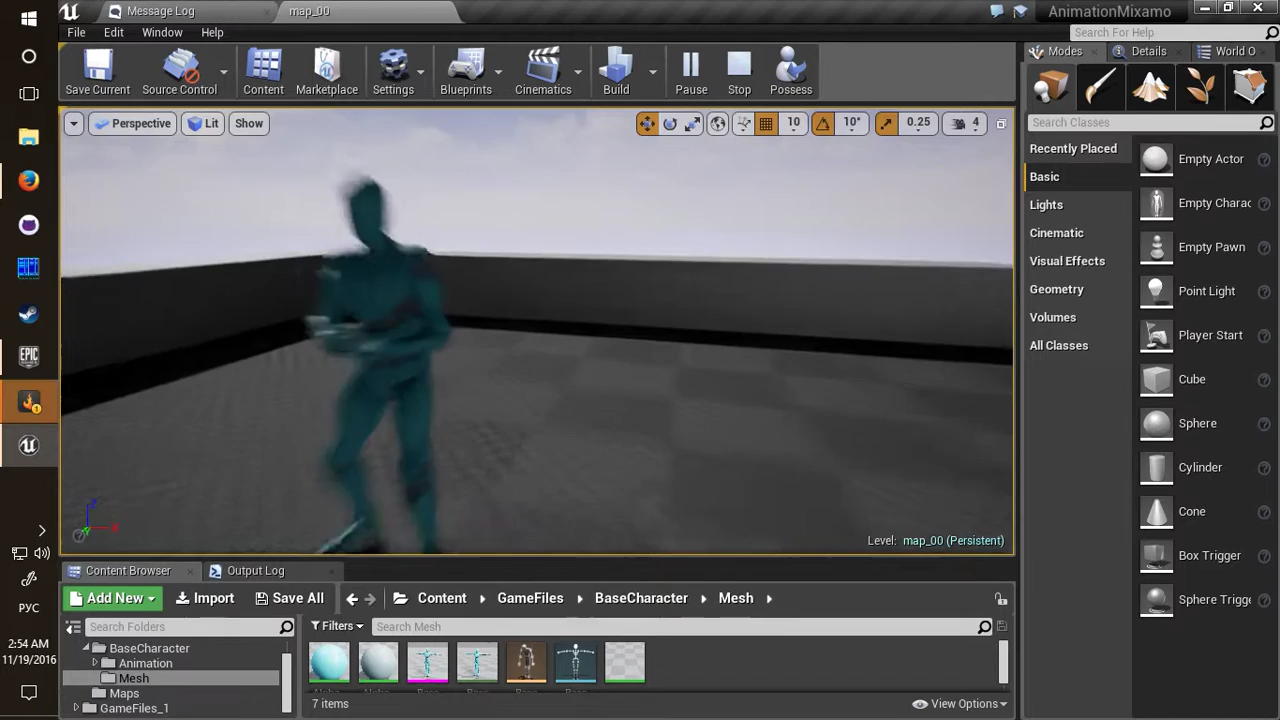 Message Log
map_00
AnimationMixamo
File Edit Window Help
Search For Help
Save Current
Source Control
Content
Marketplace
Settings
Blueprints
Cinematics
Build
Pause
Stop
Possess
Modes
Details
World O
Perspective
Lit
Show
10
10°
0.25
4
Search Classes
Recently Placed
Basic
Lights
Cinematic
Visual Effects
Geometry
Volumes
All Classes
Empty Actor
Empty Charac
Empty Pawn
Point Light
Player Start
Cube
Sphere
Cylinder
Cone
Box Trigger
Sphere Trigge
Level: map_00 (Persistent)
Content Browser
Output Log
Add New
Import
Save All
Content
GameFiles
BaseCharacter
Mesh
Search Folders
Filters
Search Mesh
BaseCharacter
Animation
Mesh
Maps
GameFiles_1
7 items
View Options
EPIC
GAMES
РУС
2:54 AM
11/19/2016